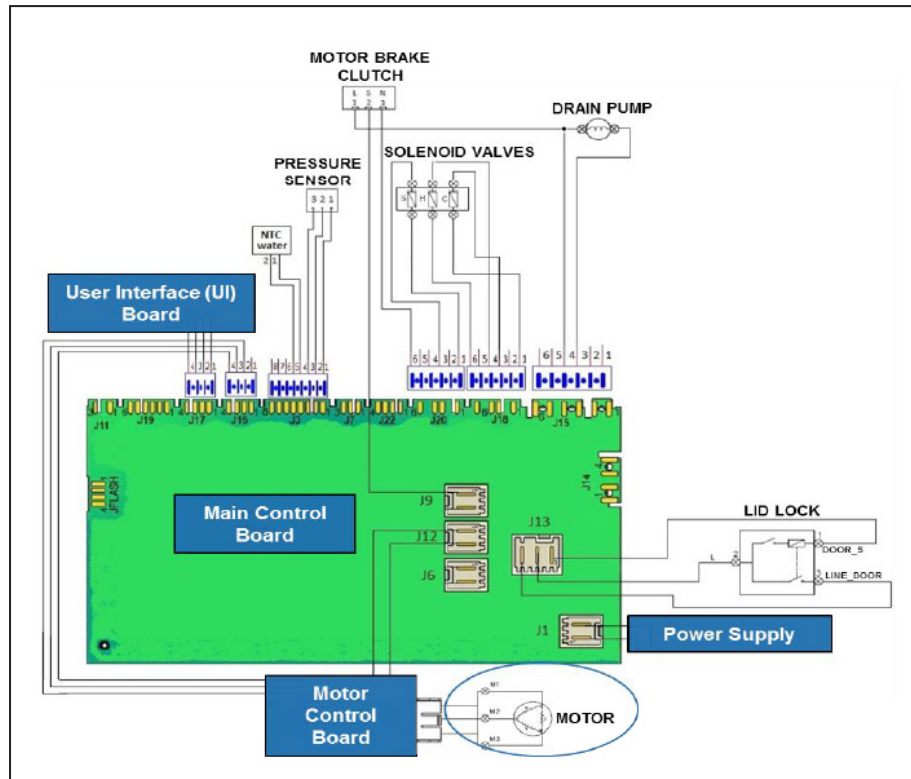 MOTOR BRAKE
CLUTCH
L S N
1 2 3
DRAIN PUMP
SOLENOID VALVES
PRESSURE
SENSOR
3 2 1
S H C
NTC
water
2 1
User Interface (UI)
Board
4 3 2 1
4 3 2 1
8 7 6 5 4 3 2 1
6 5 4 3 2 1
6 5 4 3 2 1
6 5 4 3 2 1
J11
J19
J17
J16
J3
J7
J22
J20
J18
J15
J14
JFLASH
Main Control
Board
J9
J12
J6
J13
J1
LID LOCK
L
DOOR_S
LINE_DOOR
Power Supply
Motor
Control
Board
M1
M2
M3
MOTOR